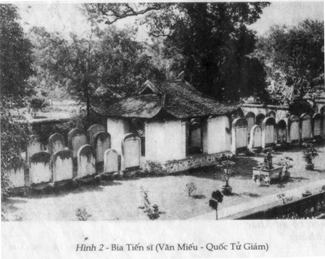 Hình 2 - Bia Tiến sĩ (Văn Miếu - Quốc Tử Giám)